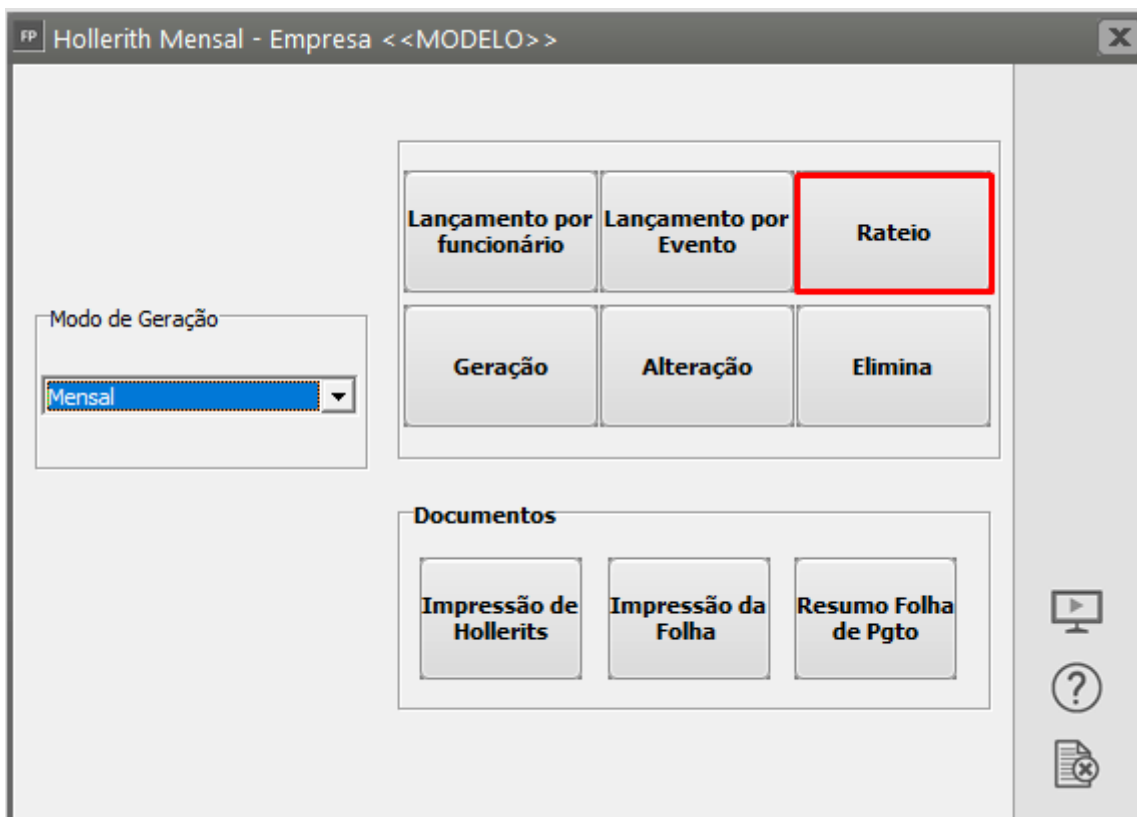 FP Hollerith Mensal - Empresa <<MODELO>>
Lançamento por
funcionário
Lançamento por
Evento
Rateio
Modo de Geração
Mensal
Geração
Alteração
Elimina
Documentos
Impressão de
Hollerits
Impressão da
Folha
Resumo Folha
de Pgto